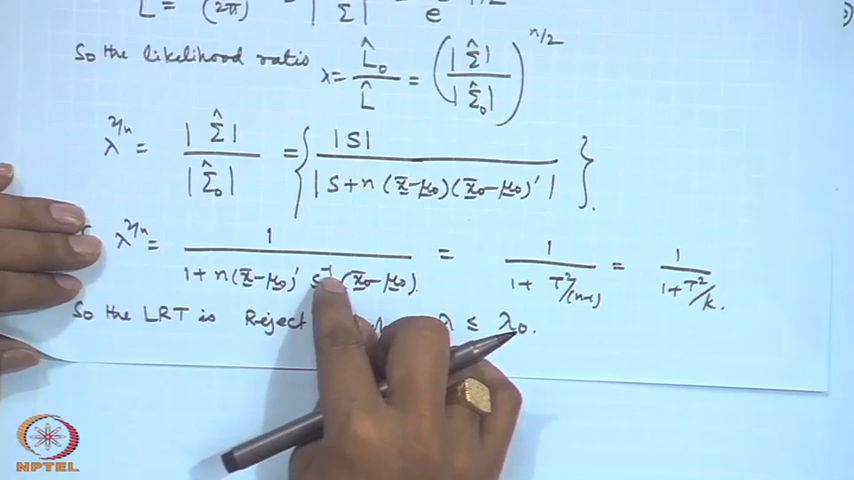 L̂ = (2π) |Σ̂| e
So the likelihood ratio λ = L̂₀ / L̂ = ( |Σ̂| / |Σ̂₀| )^{n/2}
λ^{2/n} = |Σ̂| / |Σ̂₀| = { |S| / |S+n(x̄-μ₀)(x̄₀-μ₀)'| }.
λ^{2/n} = 1 / (1+n(x̄-μ₀)' S⁻¹ (x̄₀-μ₀)) = 1 / (1+T²/(n-1)) = 1 / (1+T²/k).
So the LRT is Reject λ ≤ λ₀.
NPTEL